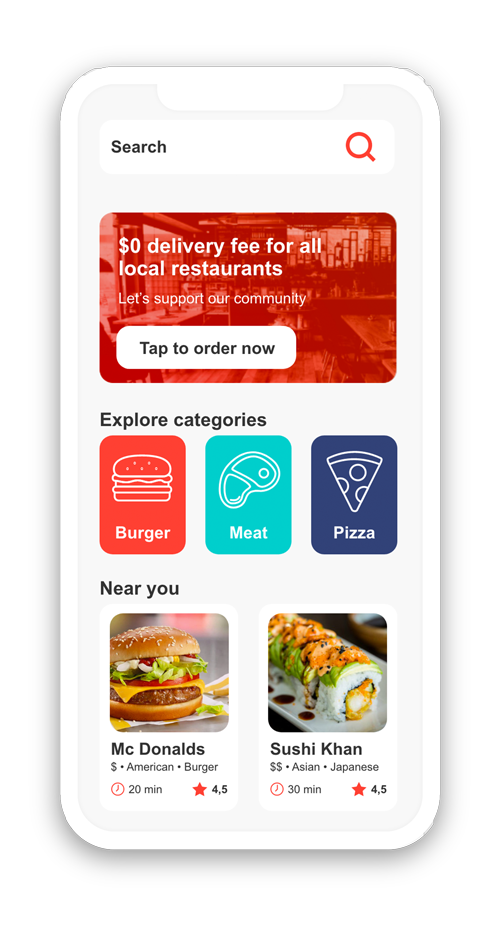 Search
$0 delivery fee for all
local restaurants
Let's support our community
Tap to order now
Explore categories
Burger
Meat
Pizza
Near you
Mc Donalds
$ • American • Burger
20 min
4,5
Sushi Khan
$$ • Asian • Japanese
30 min
4,5